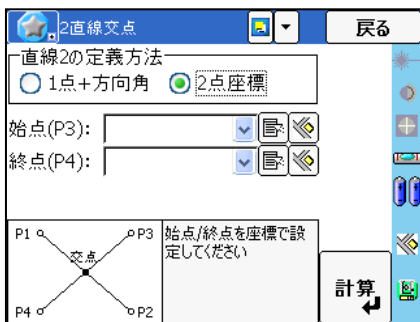 2直線交点
戻る
直線2の定義方法
1点+方向角 2点座標
始点(P3):
終点(P4):
P1 P3
交点
P4 P2
始点/終点を座標で設
定してください
計算